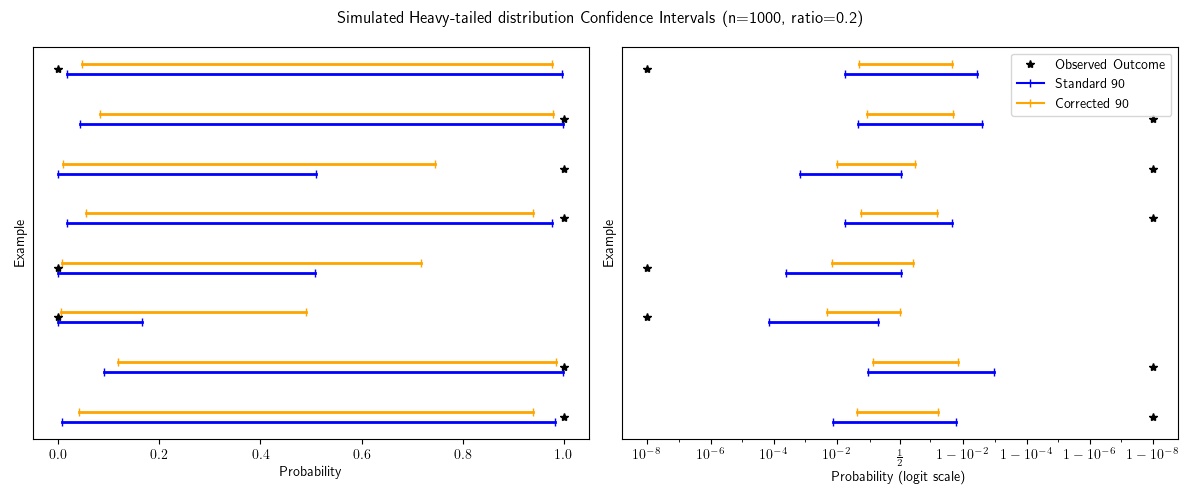 Simulated Heavy-tailed distribution Confidence Intervals (n=1000, ratio=0.2)
Example
0.0 0.2 0.4 0.6 0.8 1.0
Probability
Example
Observed Outcome
Standard 90
Corrected 90
10⁻⁸ 10⁻⁶ 10⁻⁴ 10⁻² 1/2 1 − 10⁻² 1 − 10⁻⁴ 1 − 10⁻⁶ 1 − 10⁻⁸
Probability (logit scale)